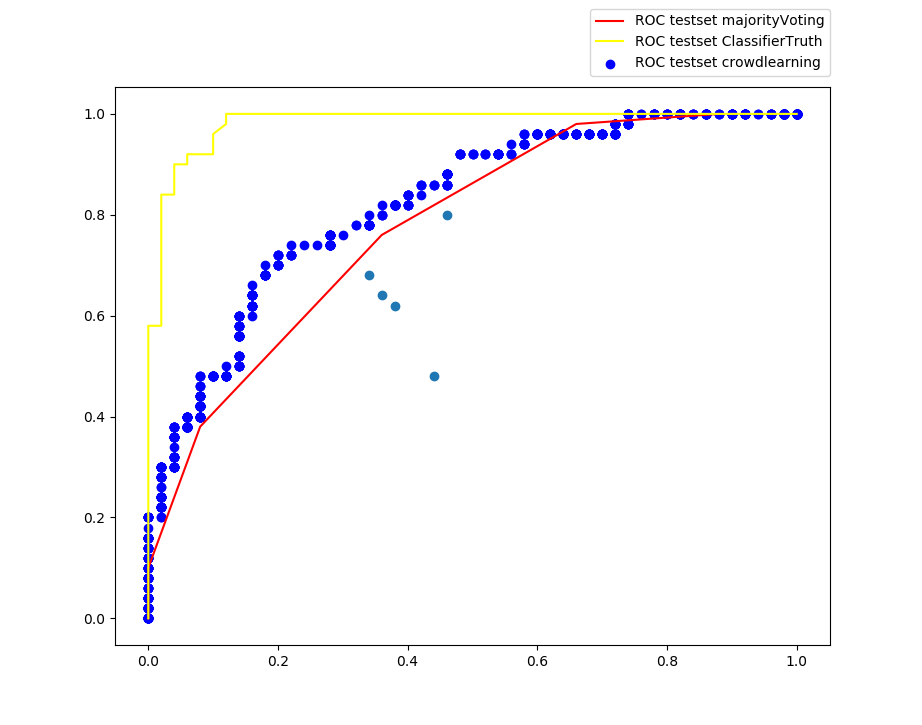 ROC testset majorityVoting
ROC testset ClassifierTruth
ROC testset crowdlearning
1.0
0.8
0.6
0.4
0.2
0.0
0.0 0.2 0.4 0.6 0.8 1.0